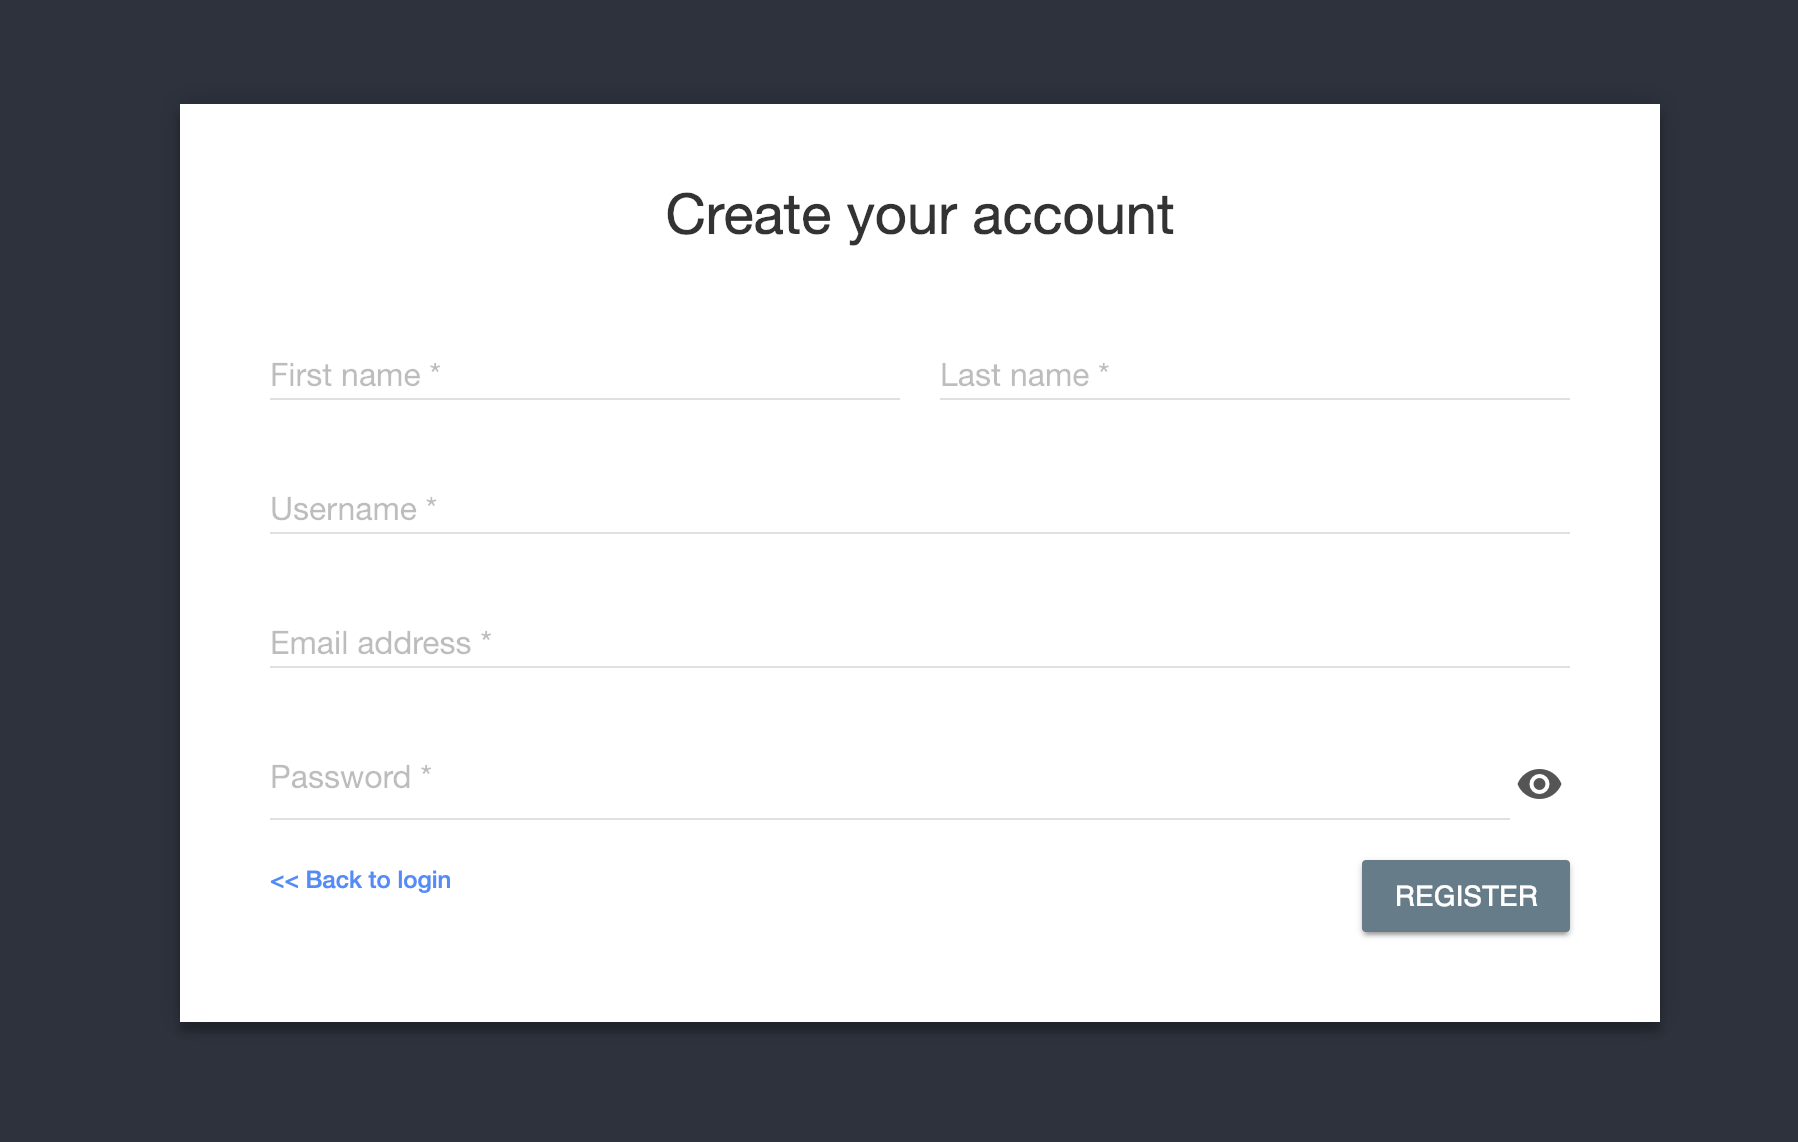 Create your account
First name *
Last name *
Username *
Email address *
Password *
<< Back to login
REGISTER